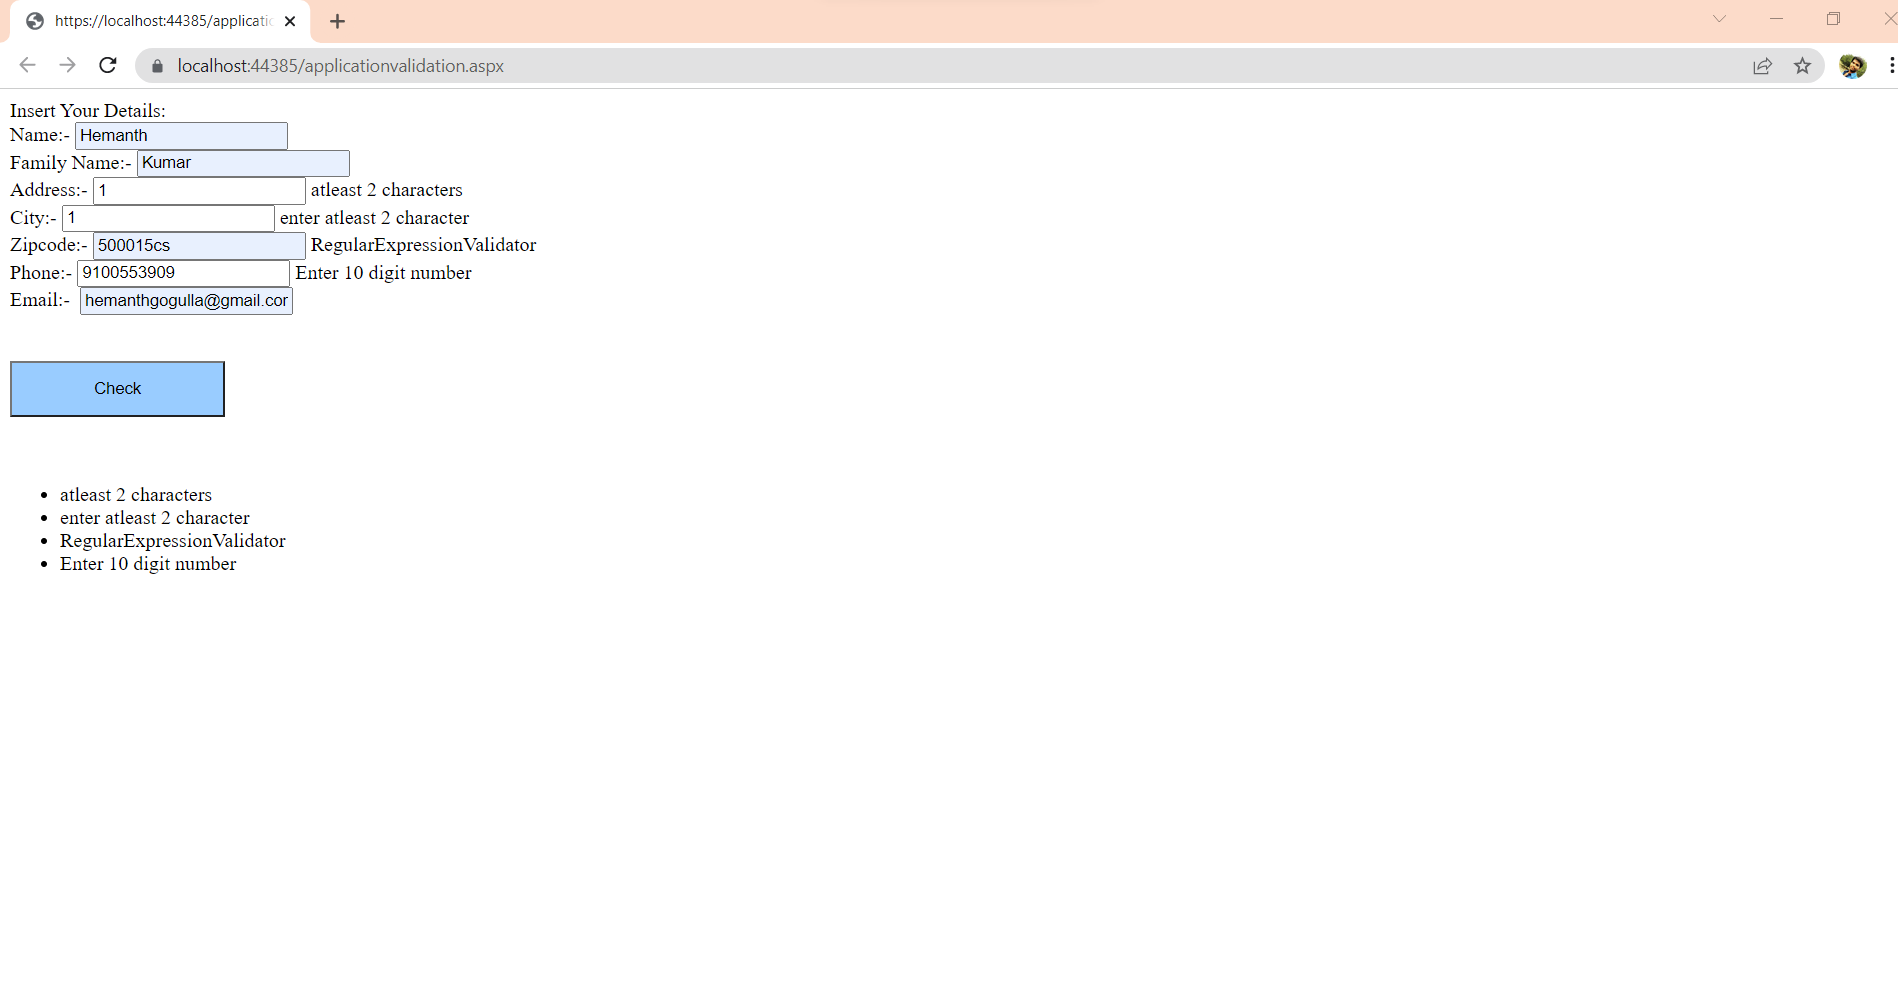 https://localhost:44385/applicatic
localhost:44385/applicationvalidation.aspx
Insert Your Details:
Name:- Hemanth
Family Name:- Kumar
Address:- 1 atleast 2 characters
City:- 1 enter atleast 2 character
Zipcode:- 500015cs RegularExpressionValidator
Phone:- 9100553909 Enter 10 digit number
Email:- hemanthgogulla@gmail.cor
Check
• atleast 2 characters
• enter atleast 2 character
• RegularExpressionValidator
• Enter 10 digit number